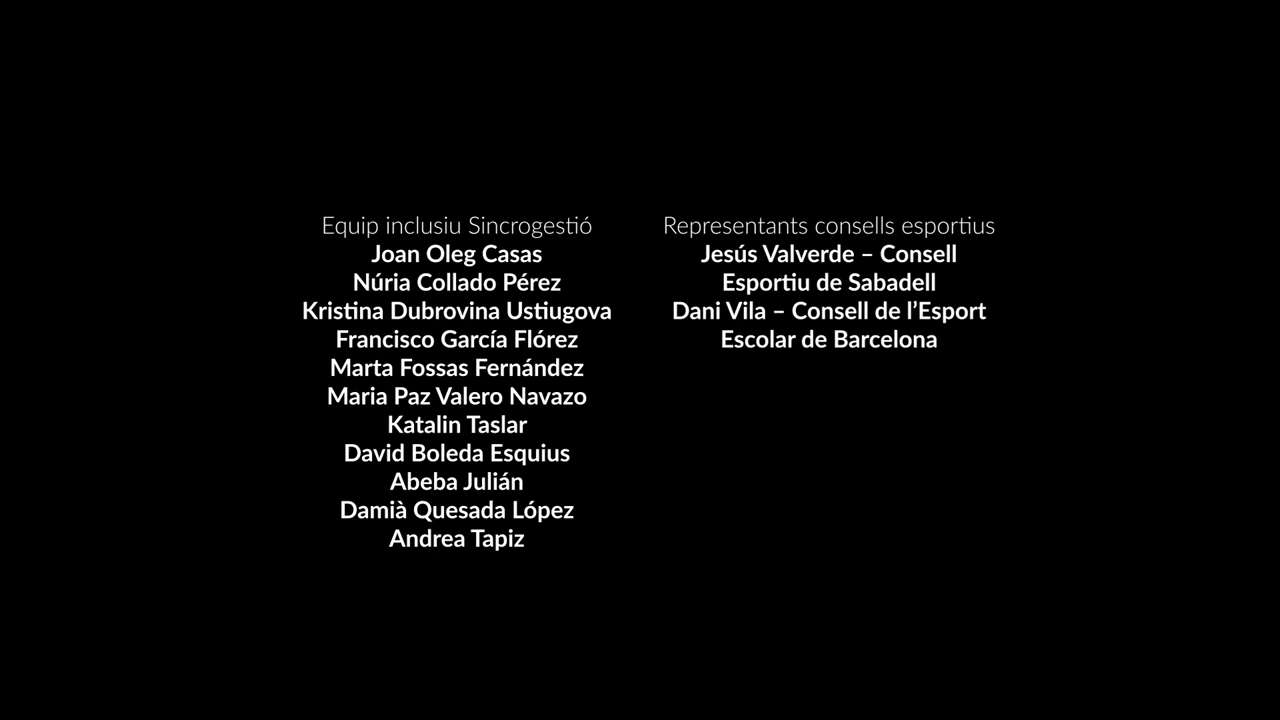 Equip inclusiu Sincrogestió
Joan Oleg Casas
Núria Collado Pérez
Kristina Dubrovina Ustiugova
Francisco García Flórez
Marta Fossas Fernández
Maria Paz Valero Navazo
Katalin Taslar
David Boleda Esquius
Abeba Julián
Damià Quesada López
Andrea Tapiz
Representants consells esportius
Jesús Valverde – Consell
Esportiu de Sabadell
Dani Vila – Consell de l’Esport
Escolar de Barcelona